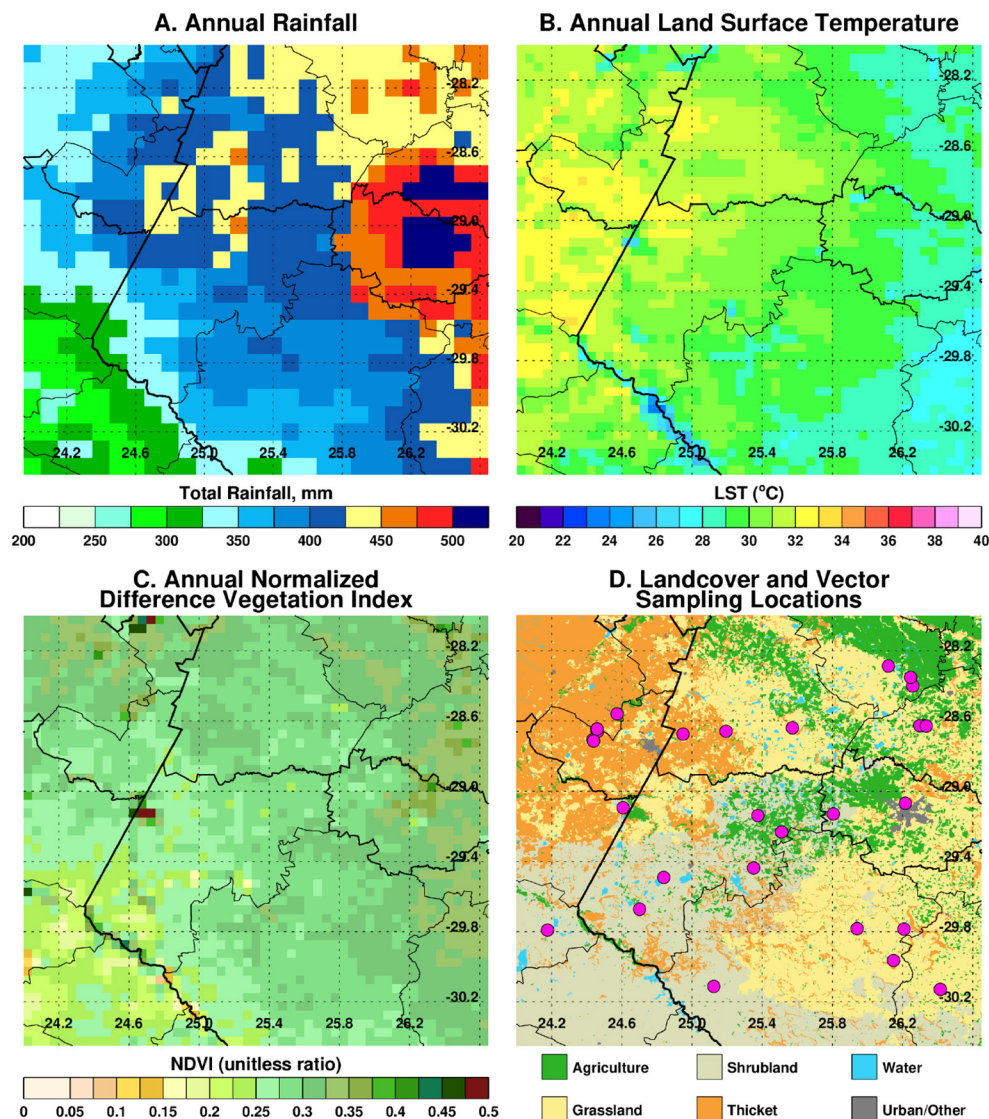 A. Annual Rainfall
-28.2
-28.6
-29.0
-29.4
-29.8
-30.2
24.2 24.6 25.0 25.4 25.8 26.2
Total Rainfall, mm
200 250 300 350 400 450 500
B. Annual Land Surface Temperature
-28.2
-28.6
-29.0
-29.4
-29.8
-30.2
24.2 24.6 25.0 25.4 25.8 26.2
LST (°C)
20 22 24 26 28 30 32 34 36 38 40
C. Annual Normalized
Difference Vegetation Index
-28.2
-28.6
-29.0
-29.4
-29.8
-30.2
24.2 24.6 25.0 25.4 25.8 26.2
NDVI (unitless ratio)
0 0.05 0.1 0.15 0.2 0.25 0.3 0.35 0.4 0.45 0.5
D. Landcover and Vector
Sampling Locations
-28.2
-28.6
-29.0
-29.4
-29.8
-30.2
24.2 24.6 25.0 25.4 25.8 26.2
Agriculture Shrubland Water
Grassland Thicket Urban/Other